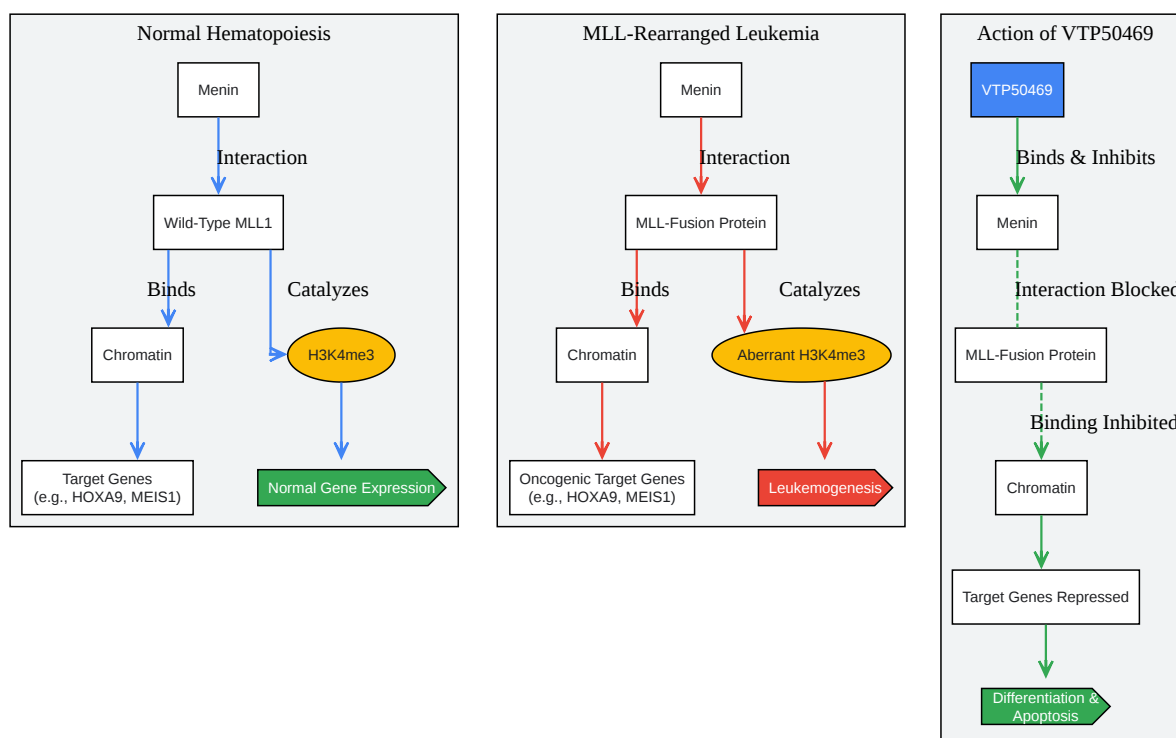 Normal Hematopoiesis
Menin
Interaction
Wild-Type MLL1
Binds
Catalyzes
Chromatin
H3K4me3
Target Genes
(e.g., HOXA9, MEIS1)
Normal Gene Expression
MLL-Rearranged Leukemia
Menin
Interaction
MLL-Fusion Protein
Binds
Catalyzes
Chromatin
Aberrant H3K4me3
Oncogenic Target Genes
(e.g., HOXA9, MEIS1)
Leukemogenesis
Action of VTP50469
VTP50469
Binds & Inhibits
Menin
Interaction Blocked
MLL-Fusion Protein
Binding Inhibited
Chromatin
Target Genes Repressed
Differentiation &
Apoptosis